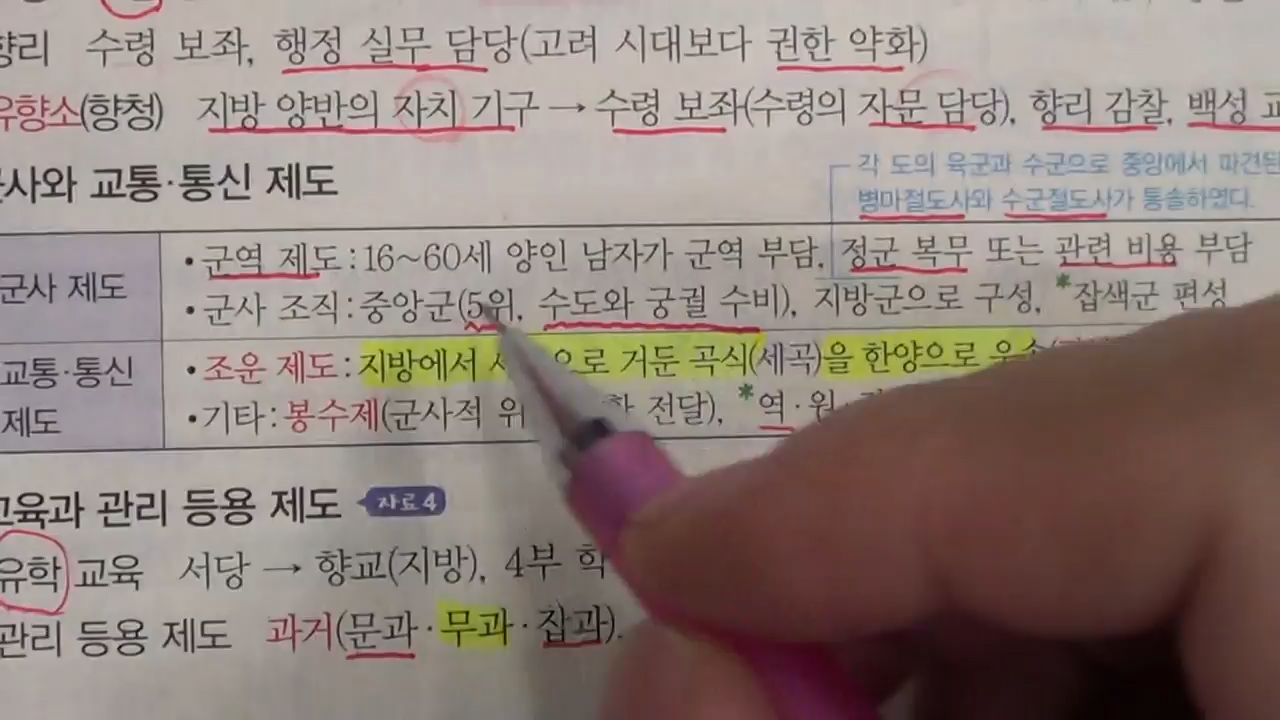 향리 수령 보좌, 행정 실무 담당(고려 시대보다 권한 약화)
유향소(향청) 지방 양반의 자치 기구 → 수령 보좌(수령의 자문 담당), 향리 감찰, 백성
군사와 교통·통신 제도
각 도의 육군과 수군으로 중앙에서 파견된
병마절도사와 수군절도사가 통솔하였다.
군사 제도
• 군역 제도 : 16~60세 양인 남자가 군역 부담, 정군 복무 또는 관련 비용 부담
• 군사 조직 : 중앙군(5위, 수도와 궁궐 수비), 지방군으로 구성, *잡색군 편성
교통·통신
제도
• 조운 제도 : 지방에서 으로 거둔 곡식(세곡)을 한양으로
• 기타 : 봉수제(군사적 위 전달), *역·원·
교육과 관리 등용 제도 자료 4
유학 교육 서당 → 향교(지방), 4부 학
관리 등용 제도 과거(문과·무과·잡과).